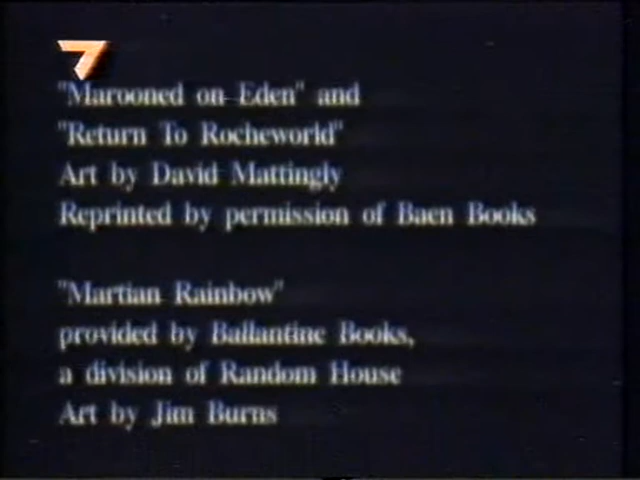 7
"Marooned on Eden" and
"Return To Rocheworld"
Art by David Mattingly
Reprinted by permission of Baen Books
"Martian Rainbow"
provided by Ballantine Books,
a division of Random House
Art by Jim Burns